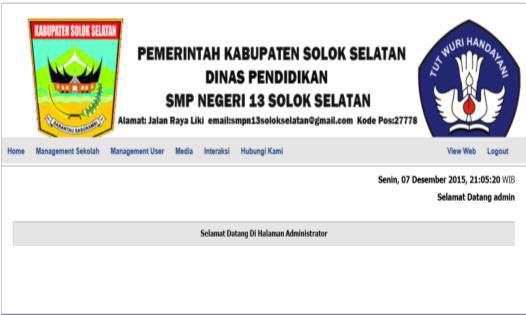 KABUPATEN SOLOK SELATAN
SARANTAU SASURAMBI
PEMERINTAH KABUPATEN SOLOK SELATAN
DINAS PENDIDIKAN
SMP NEGERI 13 SOLOK SELATAN
Alamat: Jalan Raya Liki email:smpn13solokselatan@gmail.com Kode Pos:27778
TUT WURI HANDAYANI
Home Management Sekolah Management User Media Interaksi Hubungi Kami View Web Logout
Senin, 07 Desember 2015, 21:05:20 WIB
Selamat Datang admin
Selamat Datang Di Halaman Administrator